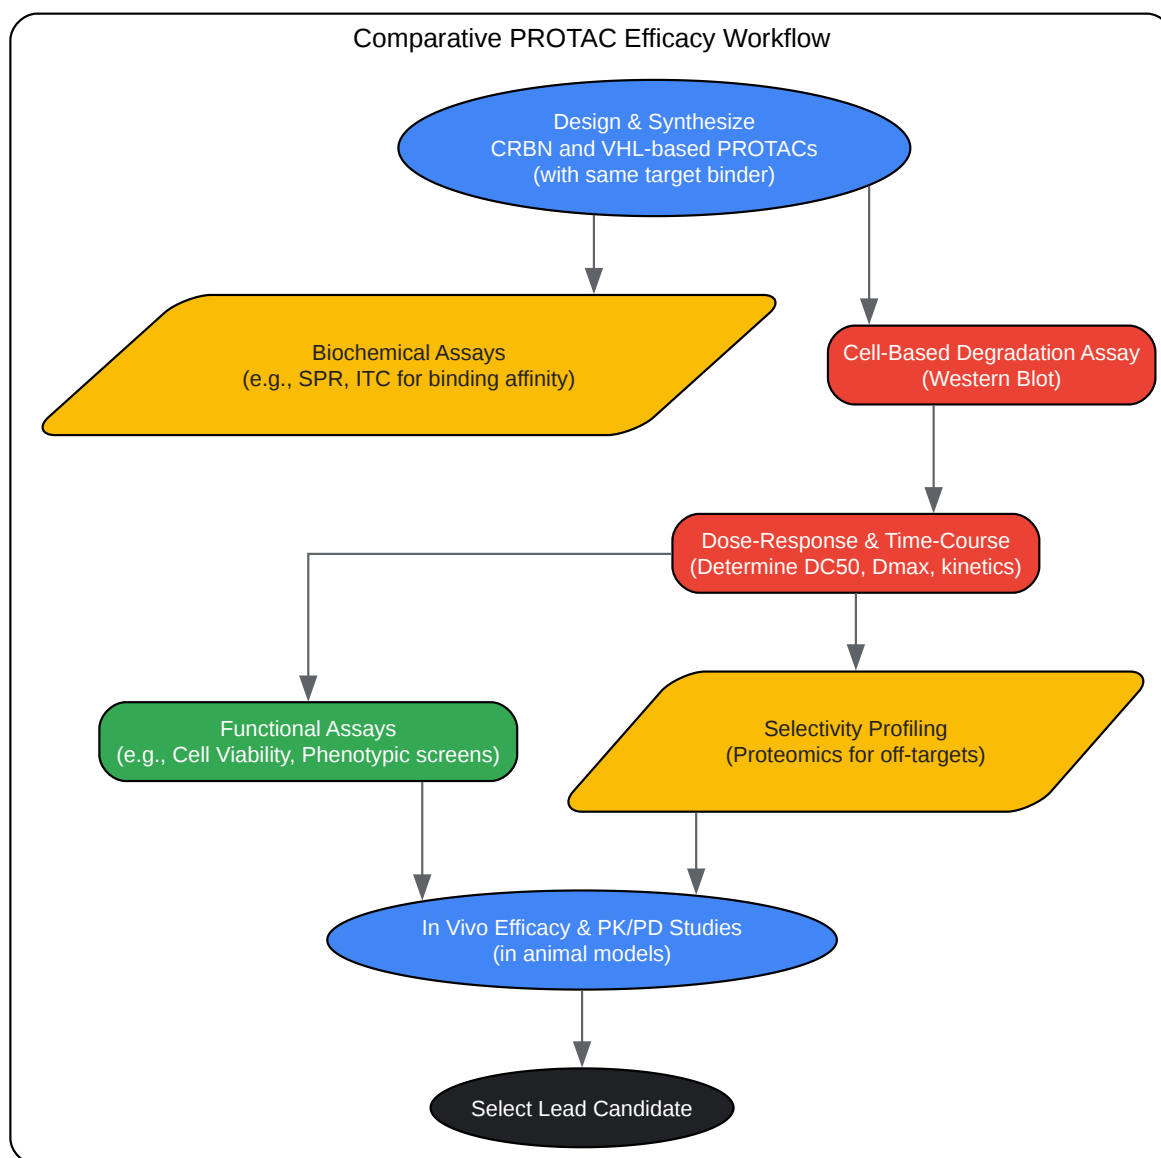 Comparative PROTAC Efficacy Workflow
Design & Synthesize
CRBN and VHL-based PROTACs
(with same target binder)
Biochemical Assays
(e.g., SPR, ITC for binding affinity)
Cell-Based Degradation Assay
(Western Blot)
Dose-Response & Time-Course
(Determine DC50, Dmax, kinetics)
Functional Assays
(e.g., Cell Viability, Phenotypic screens)
Selectivity Profiling
(Proteomics for off-targets)
In Vivo Efficacy & PK/PD Studies
(in animal models)
Select Lead Candidate